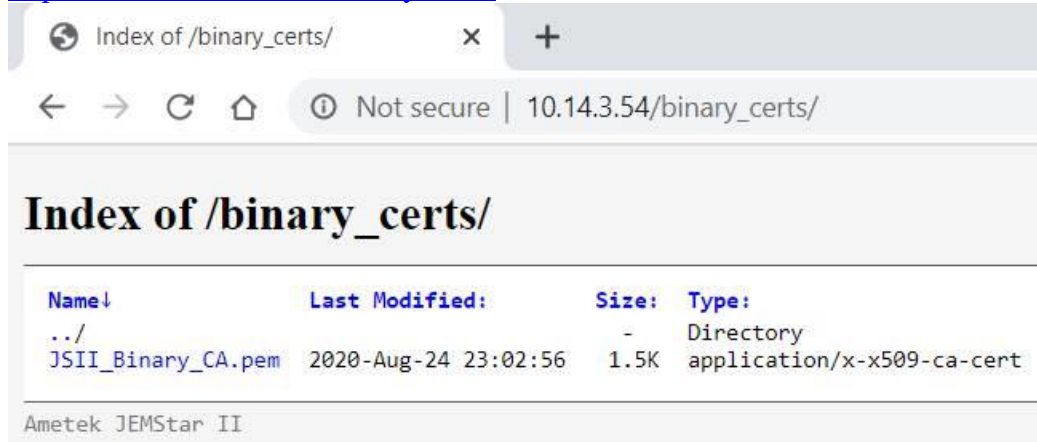 Index of /binary_certs/
Not secure | 10.14.3.54/binary_certs/
Index of /binary_certs/
Name↓ Last Modified: Size: Type:
../ - Directory
JSII_Binary_CA.pem 2020-Aug-24 23:02:56 1.5K application/x-x509-ca-cert
Ametek JEMStar II